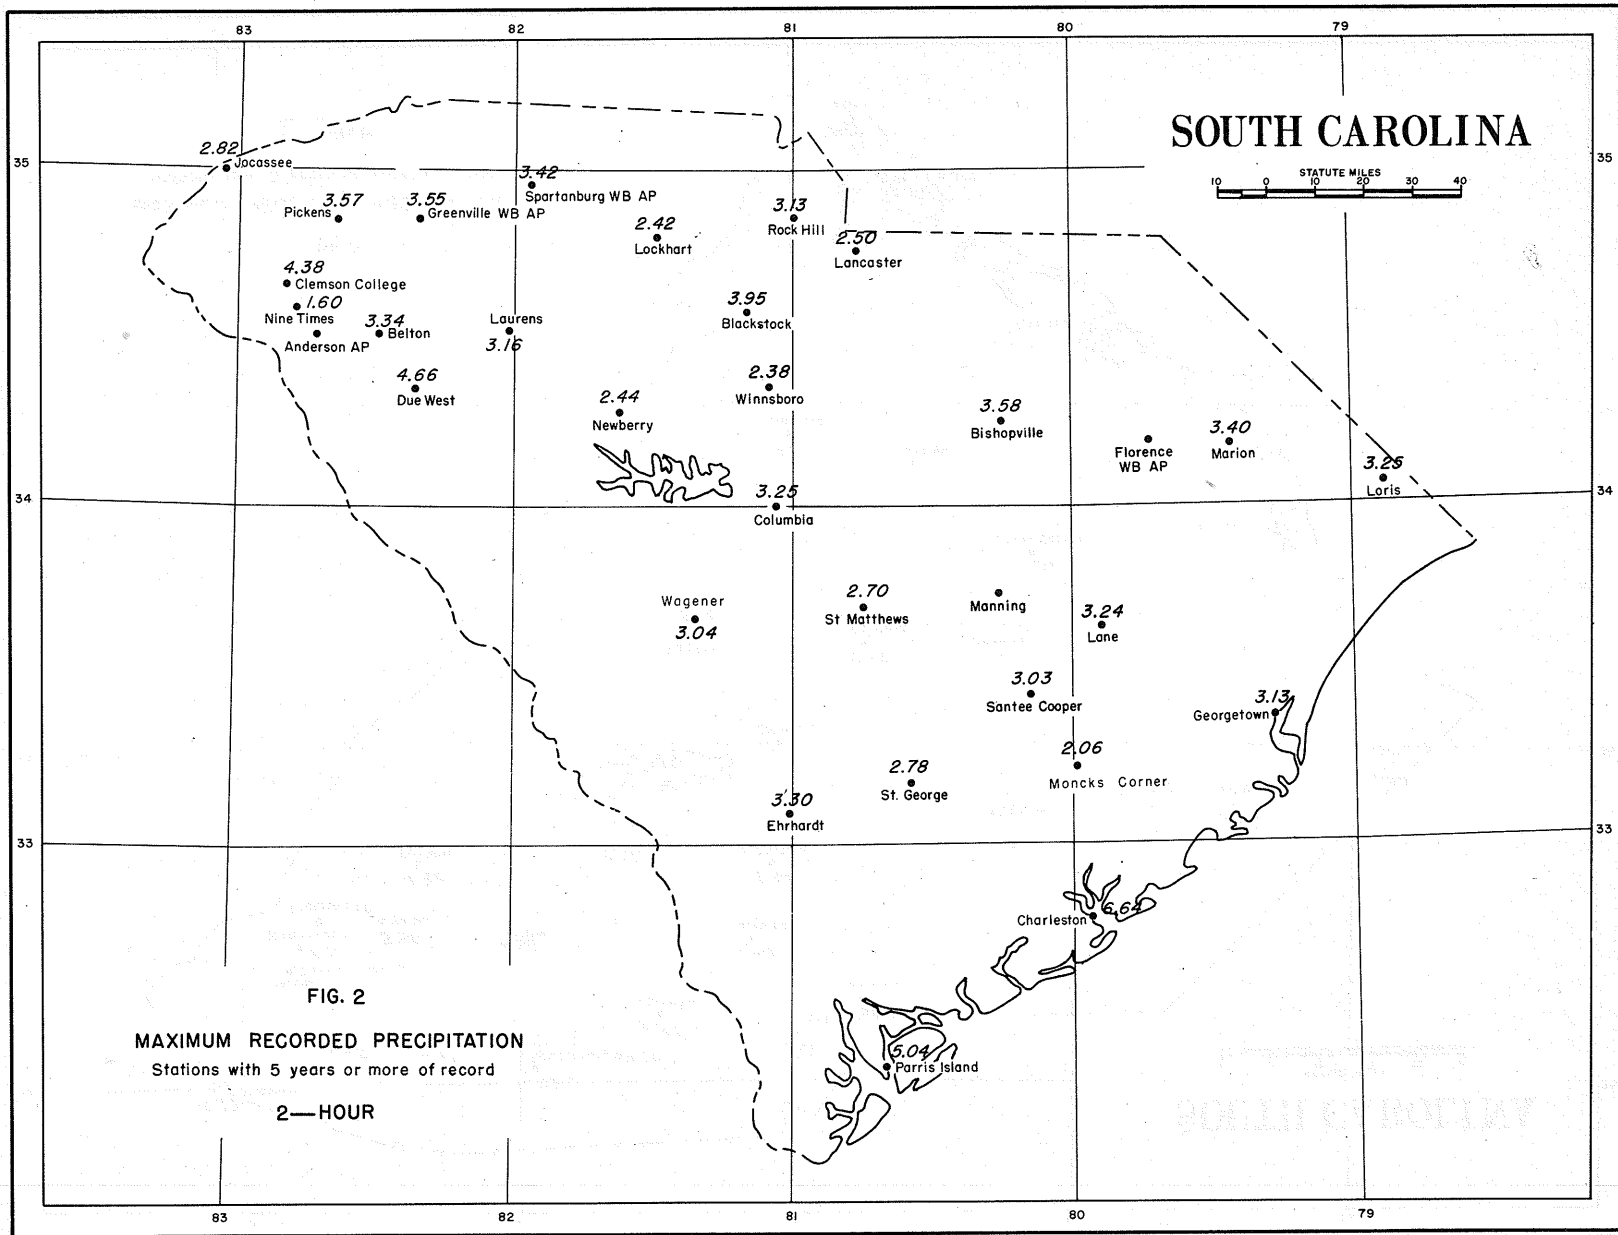 83 82 81 80 79
SOUTH CAROLINA
STATUTE MILES
10 0 10 20 30 40
35 35
2.82
Jocassee
3.42
Spartanburg WB AP
3.57
Pickens
3.55
Greenville WB AP
3.13
Rock Hill
2.42
Lockhart
2.50
Lancaster
4.38
Clemson College
1.60
Nine Times
Anderson AP
3.34
Belton
Laurens
3.16
3.95
Blackstock
4.66
Due West
2.38
Winnsboro
2.44
Newberry
3.58
Bishopville
Florence
WB AP
3.40
Marion
3.25
Loris
34 34
3.25
Columbia
Wagener
3.04
2.70
St Matthews
Manning
3.24
Lane
3.03
Santee Cooper
3.13
Georgetown
2.06
Moncks Corner
2.78
St. George
3.30
Ehrhardt
33 33
6.64
Charleston
5.04
Parris Island
FIG. 2
MAXIMUM RECORDED PRECIPITATION
Stations with 5 years or more of record
2—HOUR
83 82 81 80 79